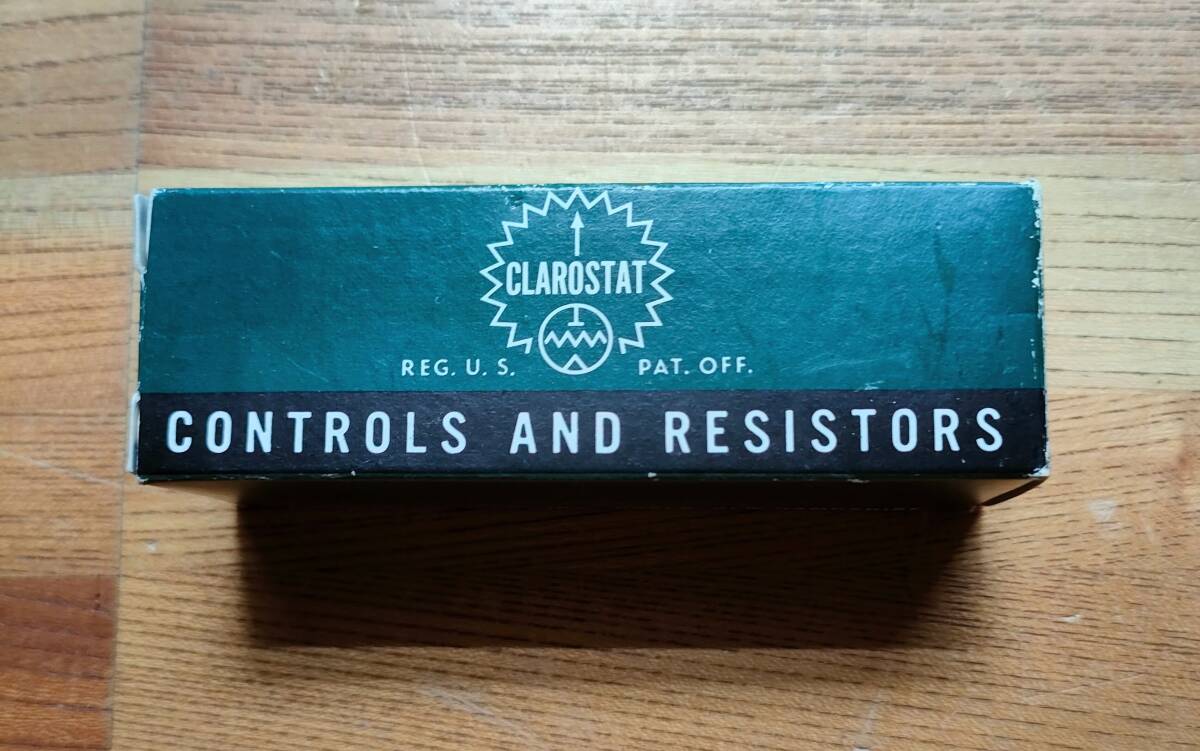 CLAROSTAT
REG. U. S. PAT. OFF.
CONTROLS AND RESISTORS